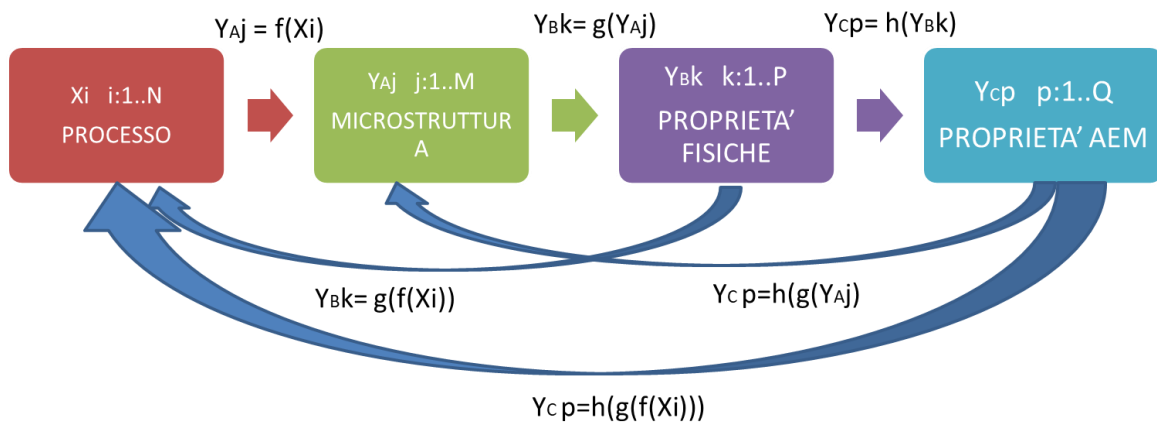 YAj = f(Xi)
YBk= g(YAj)
YCp= h(YBk)
Xi i:1..N
PROCESSO
YAj j:1..M
MICROSTRUTTUR
A
YBk k:1..P
PROPRIETA’
FISICHE
YCp p:1..Q
PROPRIETA’ AEM
YBk= g(f(Xi))
YC p=h(g(YAj)
YC p=h(g(f(Xi)))